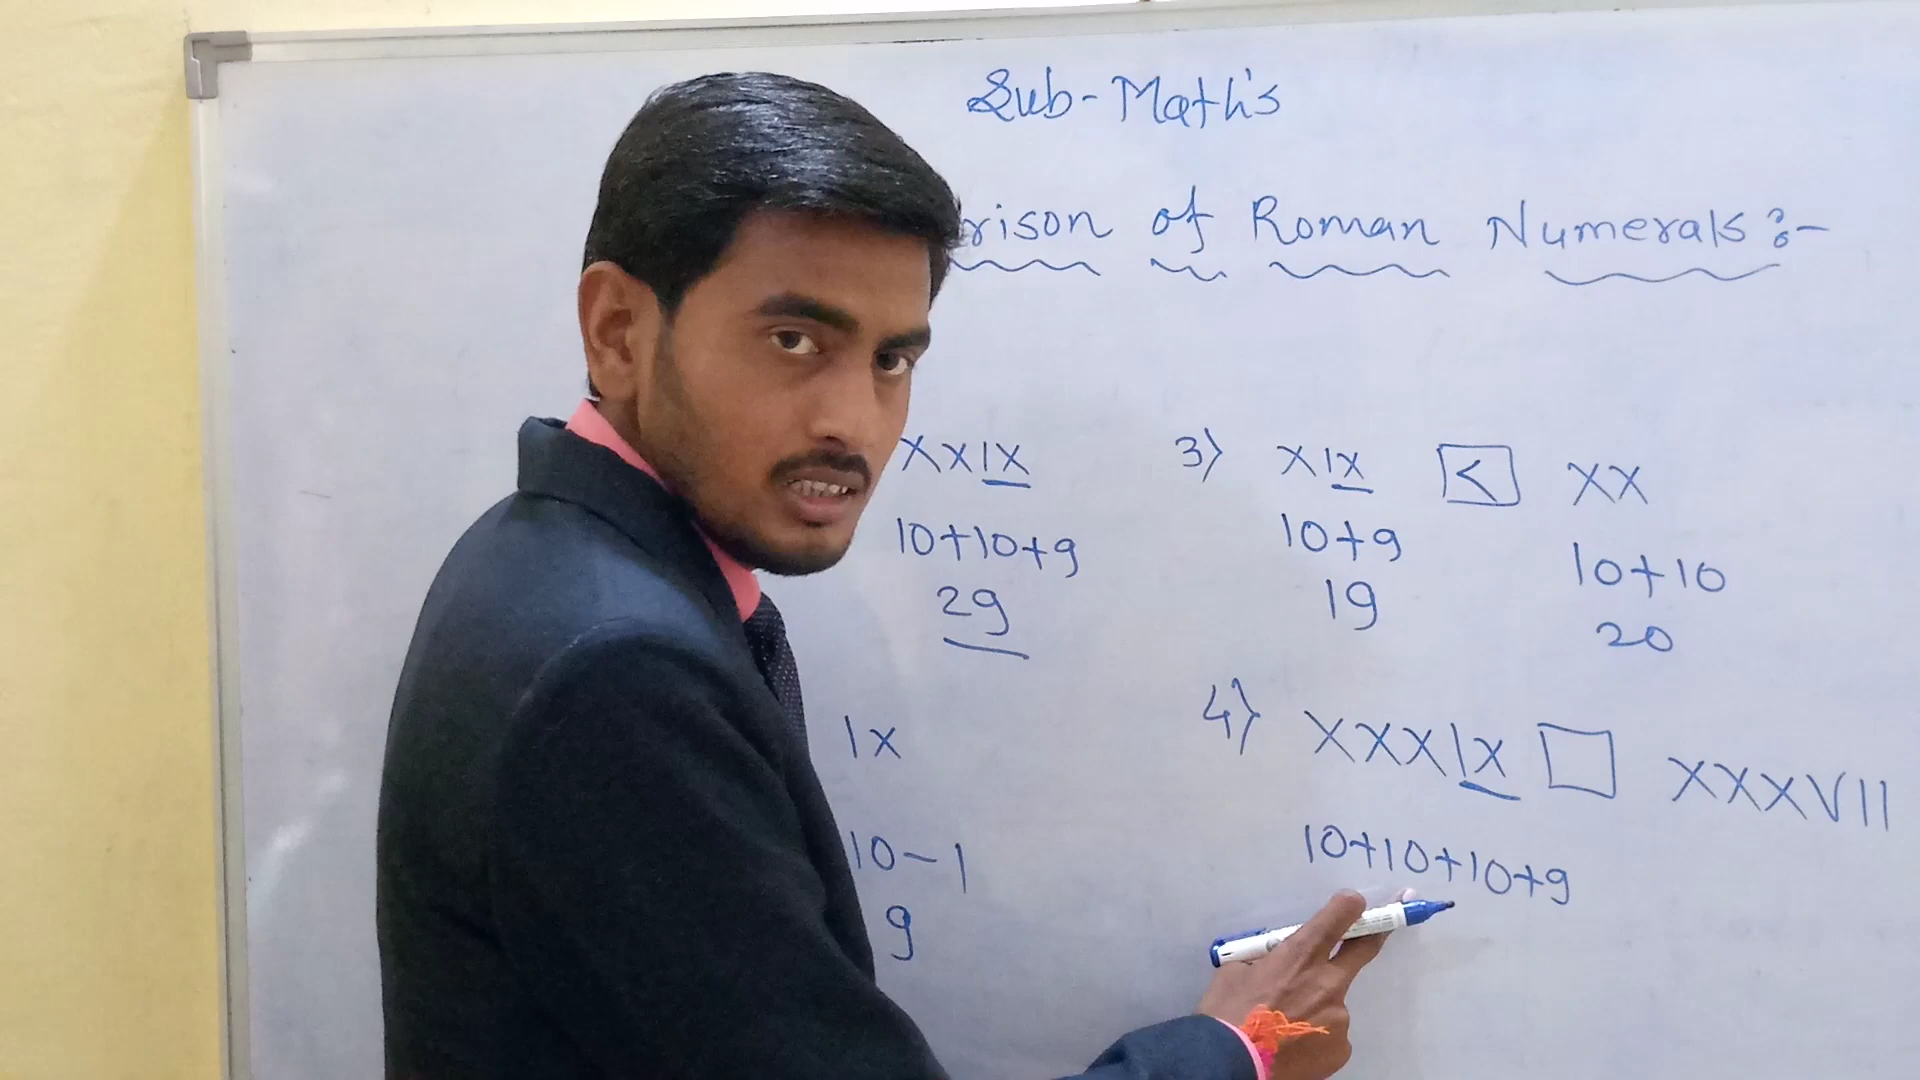 Sub-Math's
of Roman Numerals :-
XXIX
10+10+9
29
IX
10-1
9
3) XIX < XX
10+9 10+10
19 20
4) XXXIX □ XXXVII
10+10+10+9